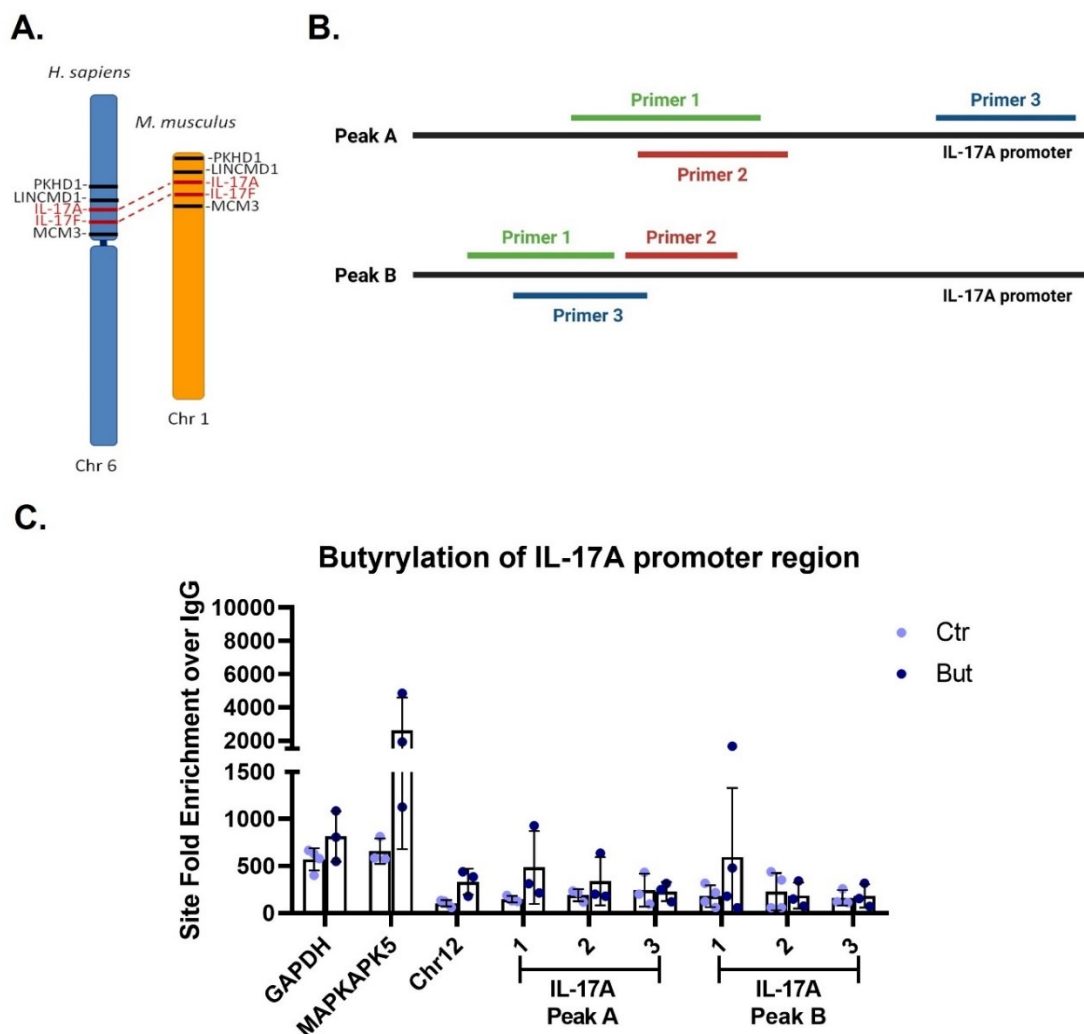 A.
H. sapiens
M. musculus
PKHD1-
LINCMD1-
IL-17A-
IL-17F-
MCM3-
-PKHD1
-LINCMD1
-IL-17A
-IL-17F
-MCM3
Chr 6
Chr 1
B.
Primer 1
Primer 3
Peak A
IL-17A promoter
Primer 2
Primer 1
Primer 2
Peak B
IL-17A promoter
Primer 3
C.
Butyrylation of IL-17A promoter region
Site Fold Enrichment over IgG
10000
8000
6000
4000
2000
1500
1000
500
0
Ctr
But
GAPDH
MAPKAPK5
Chr12
1
2
3
1
2
3
IL-17A
Peak A
IL-17A
Peak B